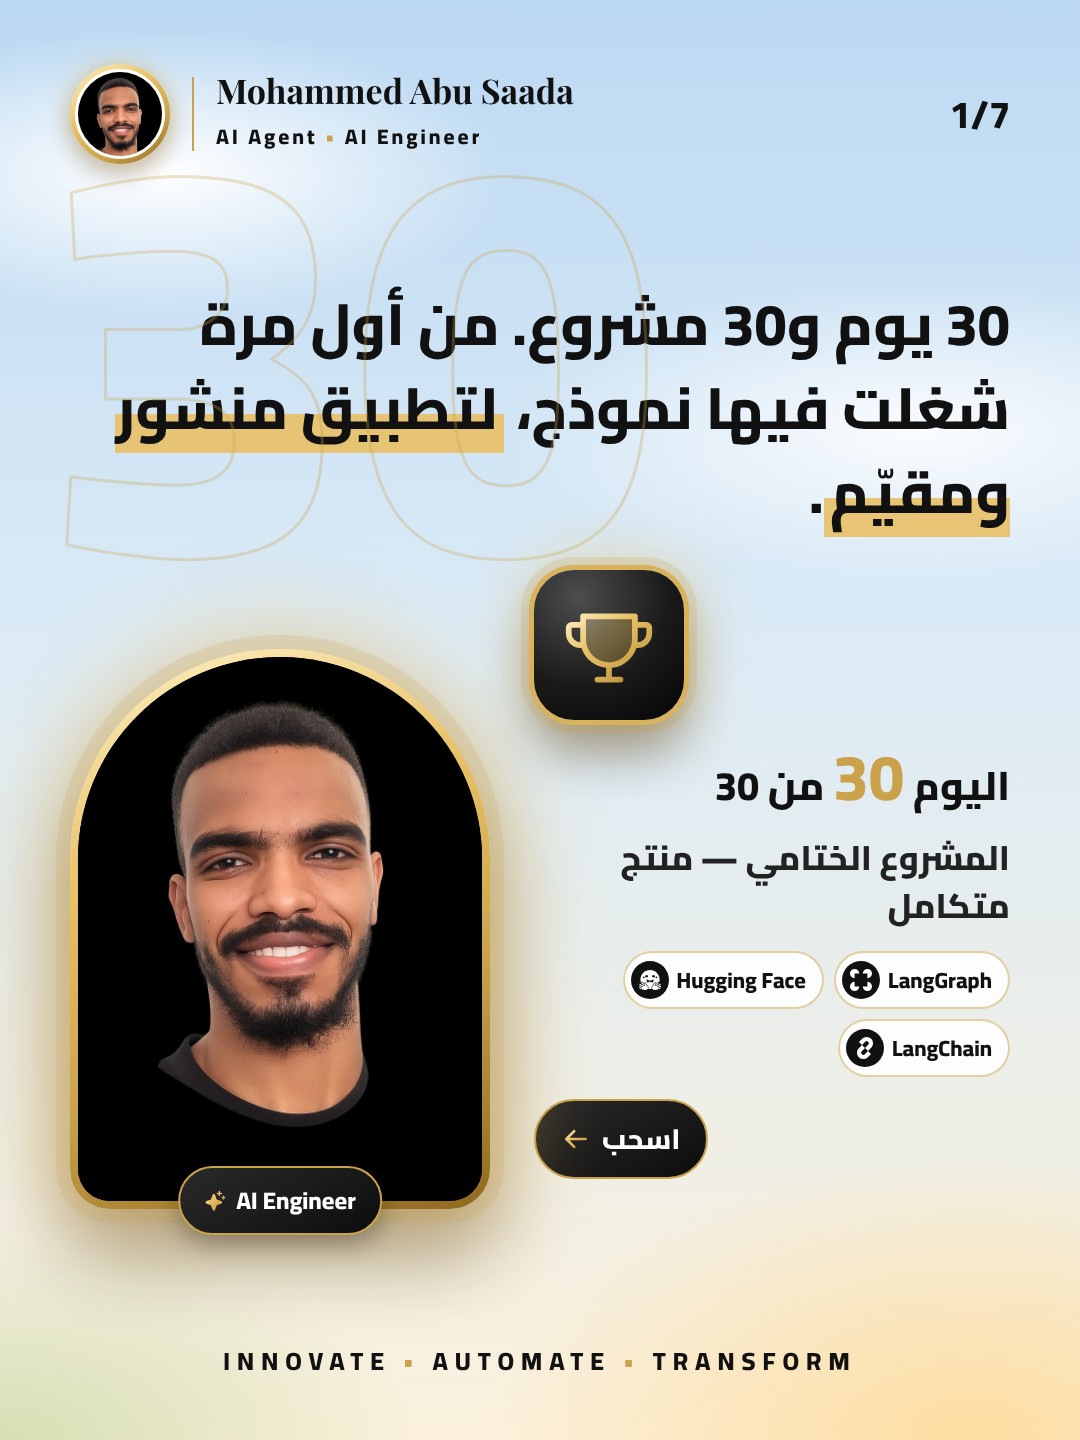 Mohammed Abu Saada
AI Agent ▪ AI Engineer
1/7
30
30 يوم و30 مشروع. من أول مرة
شغلت فيها نموذج، لتطبيق منشور
ومقيّم.
اليوم 30 من 30
المشروع الختامي — منتج
متكامل
LangGraph
Hugging Face
LangChain
اسحب ←
AI Engineer
INNOVATE ▪ AUTOMATE ▪ TRANSFORM